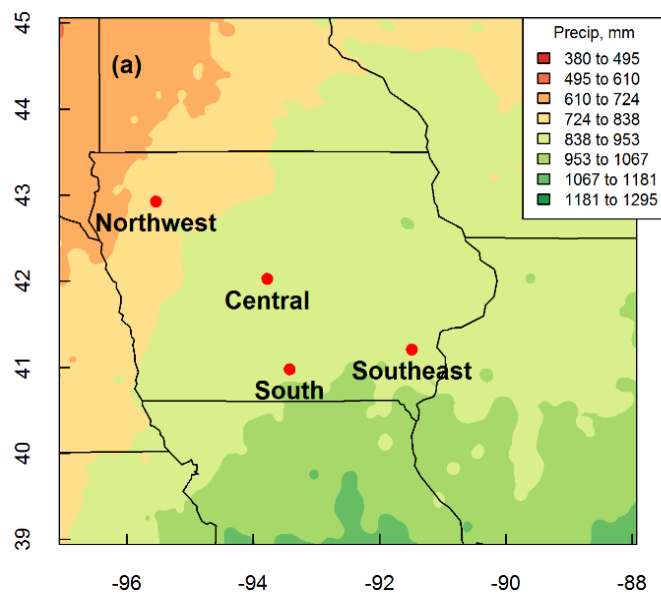 (a)
Precip, mm
380 to 495
495 to 610
610 to 724
724 to 838
838 to 953
953 to 1067
1067 to 1181
1181 to 1295
45
44
43
42
41
40
39
Northwest
Central
South
Southeast
-96
-94
-92
-90
-88